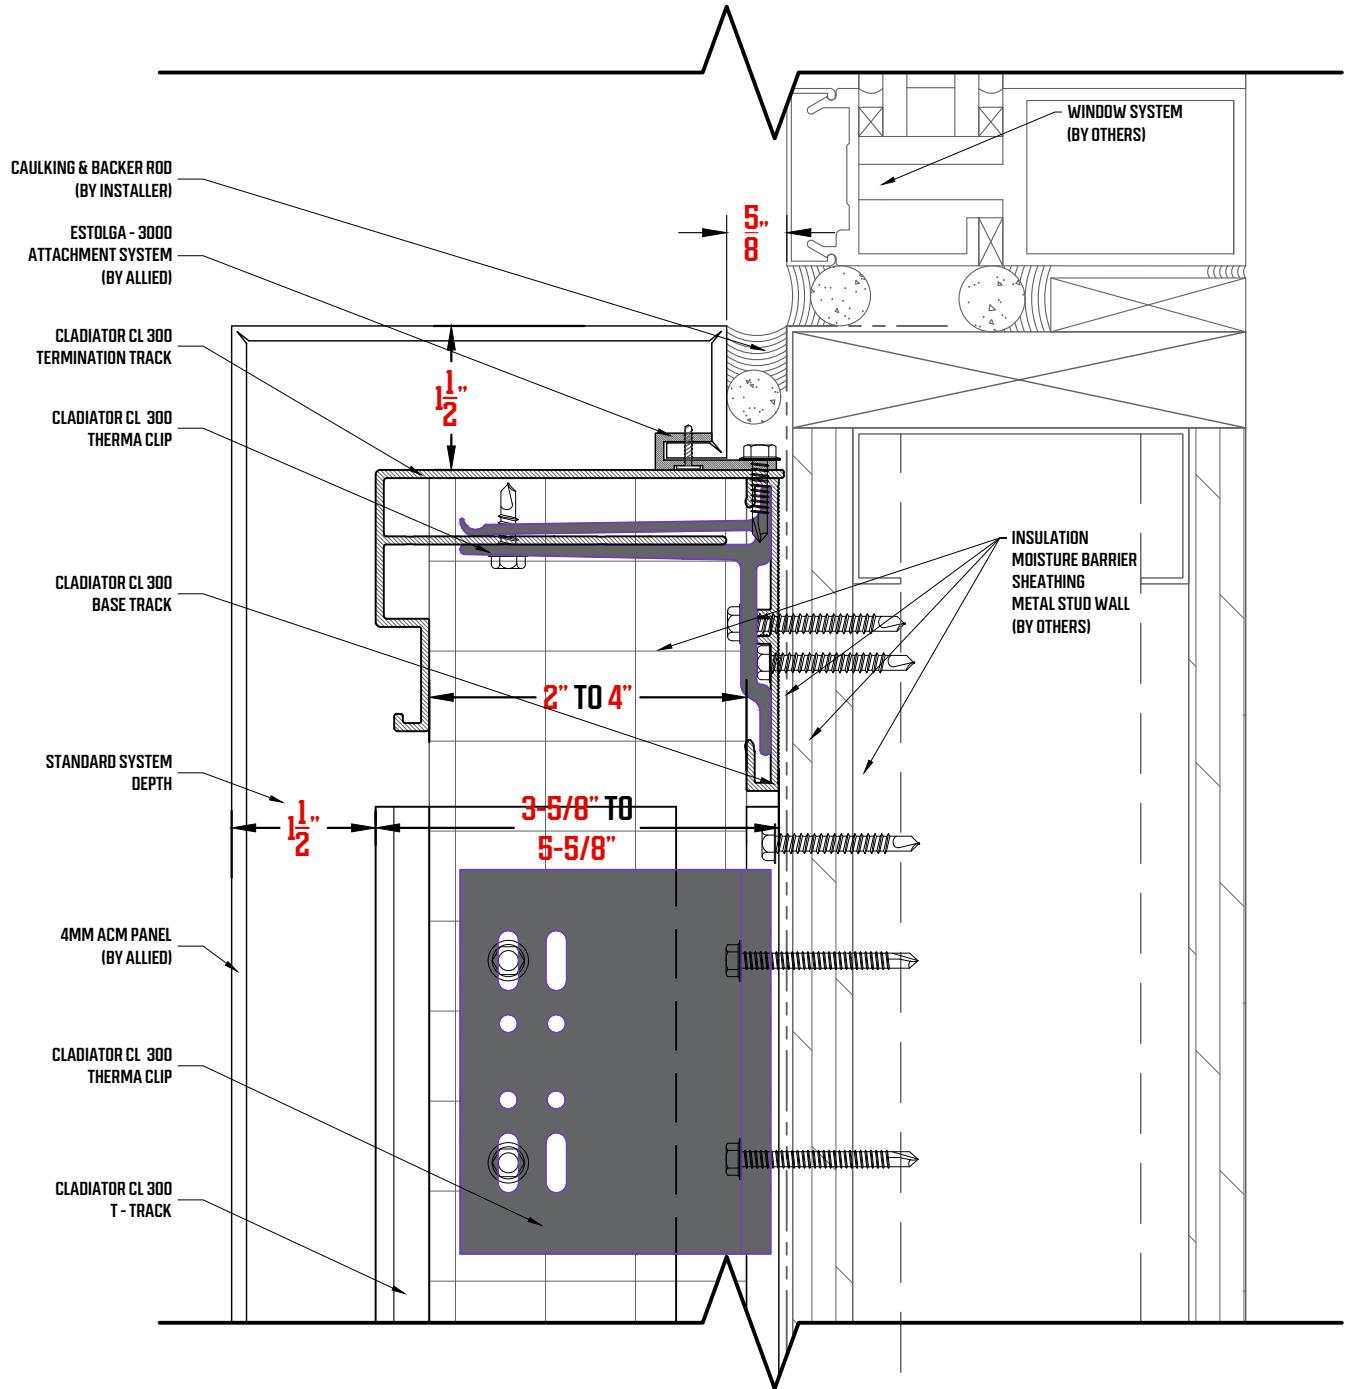 WINDOW SYSTEM
(BY OTHERS)
CAULKING & BACKER ROD
(BY INSTALLER)
5/8"
ESTOLGA - 3000
ATTACHMENT SYSTEM
(BY ALLIED)
CLADIATOR CL 300
TERMINATION TRACK
1 1/2"
CLADIATOR CL 300
THERMA CLIP
INSULATION
MOISTURE BARRIER
SHEATHING
METAL STUD WALL
(BY OTHERS)
CLADIATOR CL 300
BASE TRACK
2" TO 4"
STANDARD SYSTEM
DEPTH
1 1/2"
3-5/8" TO
5-5/8"
4MM ACM PANEL
(BY ALLIED)
CLADIATOR CL 300
THERMA CLIP
CLADIATOR CL 300
T - TRACK